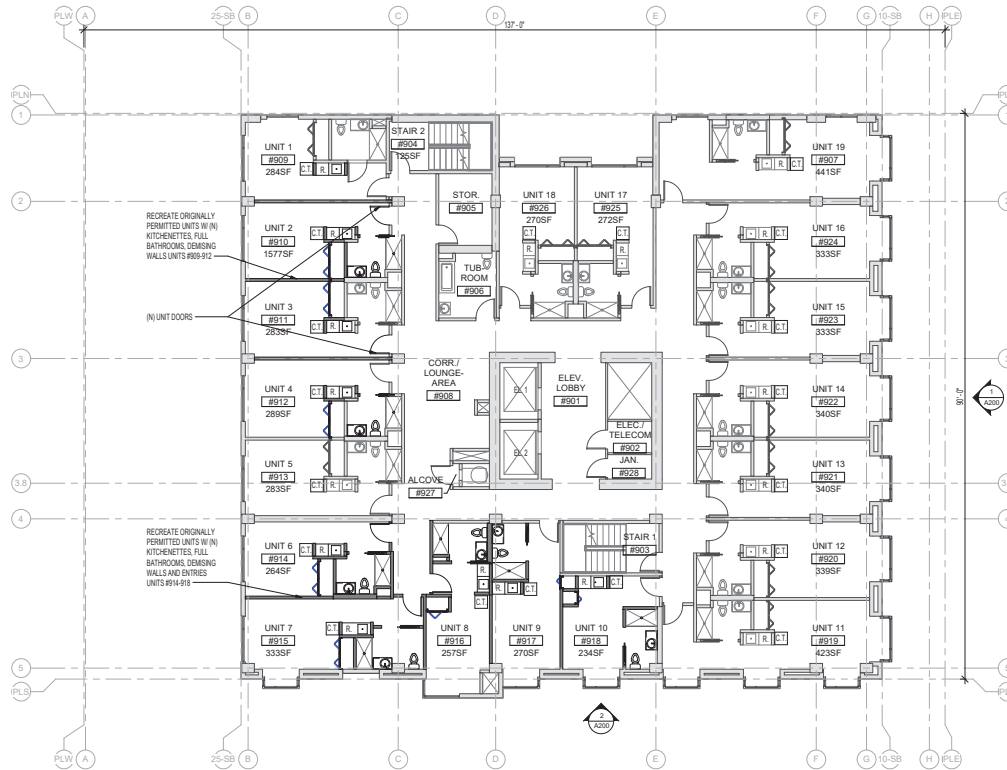 PLW A 25-SB B C D E F G 10-SB H PLE
137' - 0"
PLN
1
UNIT 1
#909
284SF
C.T. R.
STAIR 2
#904
125SF
UNIT 19
#907
441SF
R. C.T.
2
2
RECREATE ORIGINALLY
PERMITTED UNITS W/ (N)
KITCHENETTES, FULL
BATHROOMS, DEMISING
WALLS UNITS #909-912
UNIT 2
#910
1577SF
C.T. R.
STOR.
#905
UNIT 18
#926
270SF
C.T.
R.
UNIT 17
#925
272SF
C.T.
R.
UNIT 16
#924
333SF
R. C.T.
TUB-
ROOM
#906
(N) UNIT DOORS
UNIT 3
#911
283SF
C.T. R.
UNIT 15
#923
333SF
R. C.T.
3
CORR./
LOUNGE-
AREA
#908
EL. 1
ELEV.
LOBBY
#901
UNIT 4
#912
289SF
C.T. R.
UNIT 14
#922
340SF
R. C.T.
90' - 0"
1
A200
EL. 2
ELEC./
TELECOM
#902
JAN.
#928
UNIT 5
#913
283SF
C.T. R.
ALCOVE
#927
UNIT 13
#921
340SF
R. C.T.
3.8
4
RECREATE ORIGINALLY
PERMITTED UNITS W/ (N)
KITCHENETTES, FULL
BATHROOMS, DEMISING
WALLS AND ENTRIES
UNITS #914-918
UNIT 6
#914
264SF
C.T. R.
STAIR 1
#903
UNIT 12
#920
339SF
R. C.T.
R.
C.T.
R. C.T.
R. C.T.
UNIT 7
#915
333SF
C.T. R.
UNIT 8
#916
257SF
UNIT 9
#917
270SF
UNIT 10
#918
234SF
UNIT 11
#919
423SF
R. C.T.
5
PLS
2
A200
PLW A 25-SB B C D E F G 10-SB H PLE